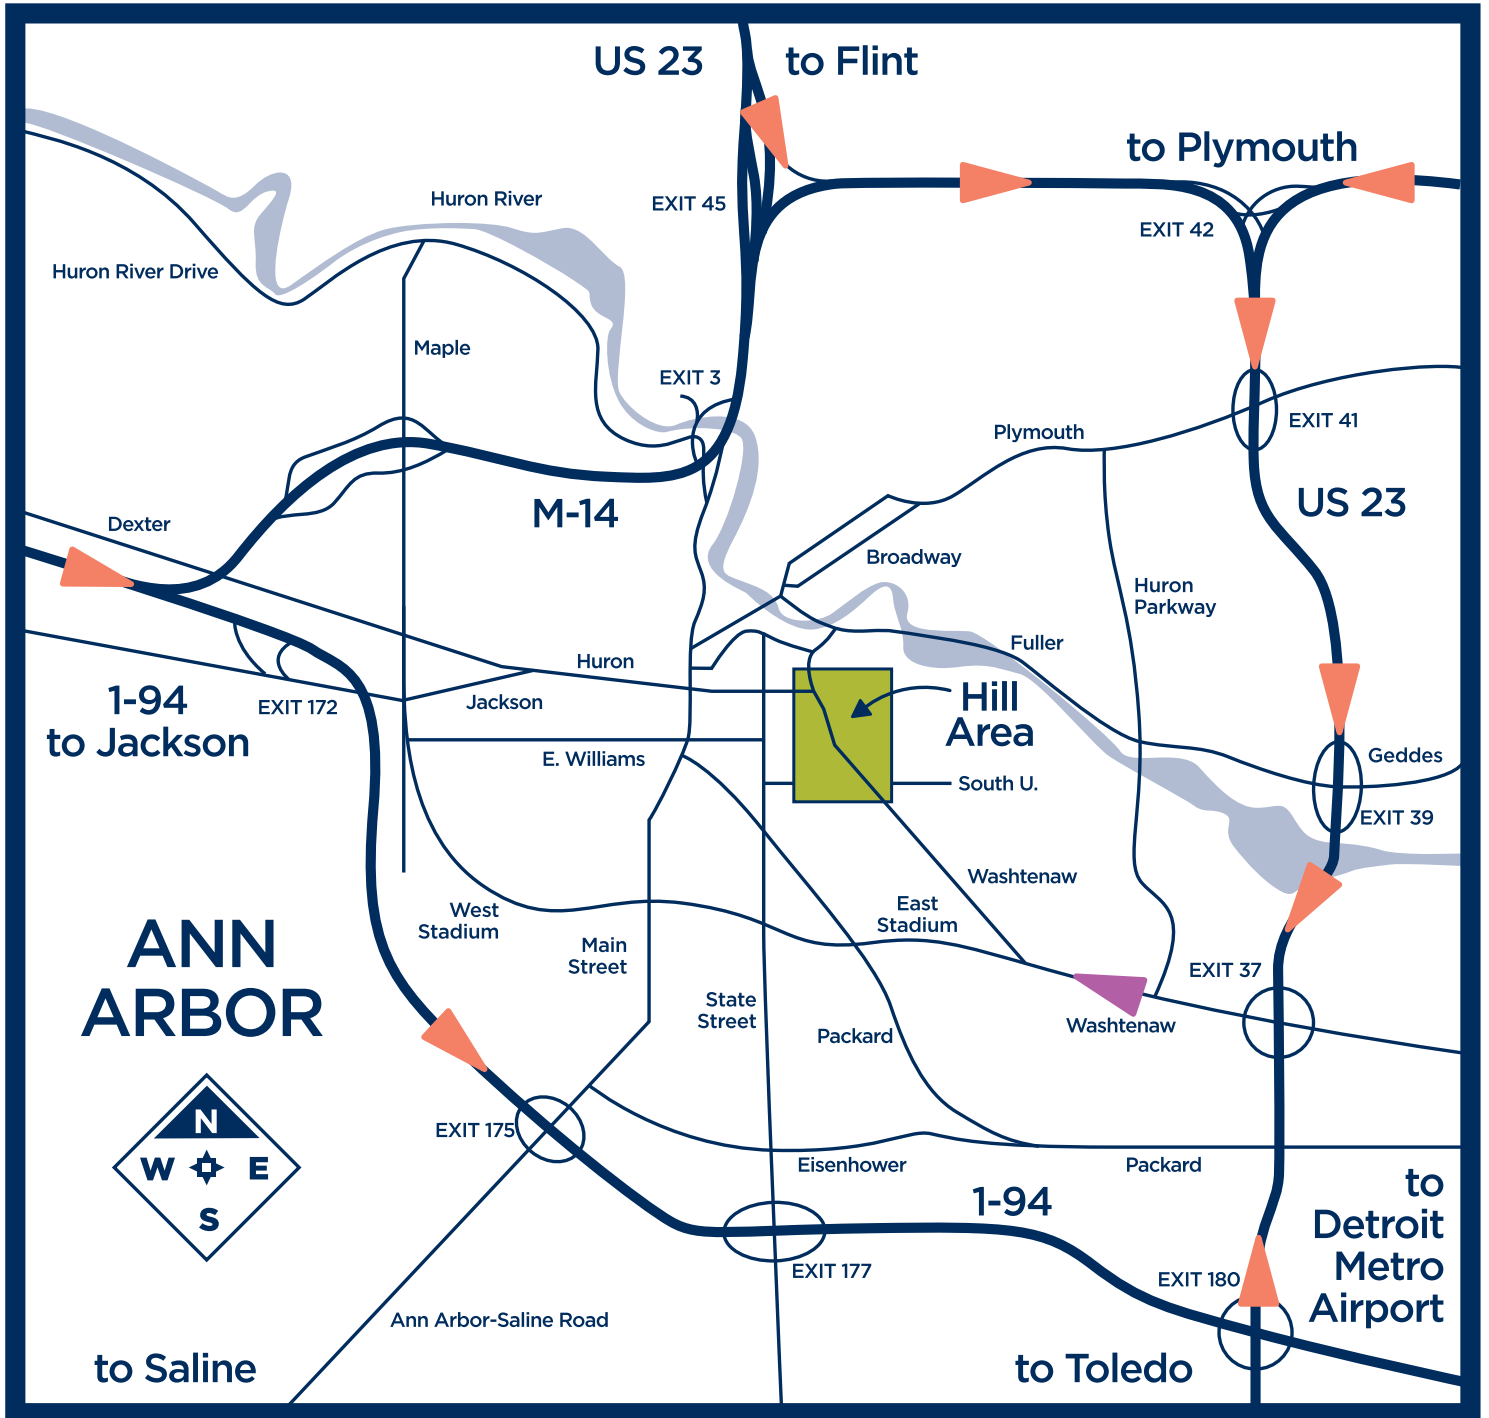 US 23
to Flint
to Plymouth
Huron River
EXIT 45
EXIT 42
Huron River Drive
Maple
EXIT 3
EXIT 41
Plymouth
US 23
M-14
Dexter
Broadway
Huron
Parkway
Fuller
Huron
1-94
to Jackson
EXIT 172
Jackson
Hill
Area
E. Williams
Geddes
South U.
EXIT 39
Washtenaw
West
Stadium
East
Stadium
Main
Street
ANN
ARBOR
EXIT 37
State
Street
Packard
Washtenaw
N
W
E
S
EXIT 175
Eisenhower
Packard
1-94
to
Detroit
Metro
Airport
EXIT 177
EXIT 180
Ann Arbor-Saline Road
to Saline
to Toledo